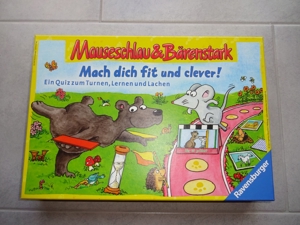 Mauseschlau & Bärenstark
Mach dich fit und clever!
Ein Quiz zum Turnen, Lernen und Lachen
Ravensburger